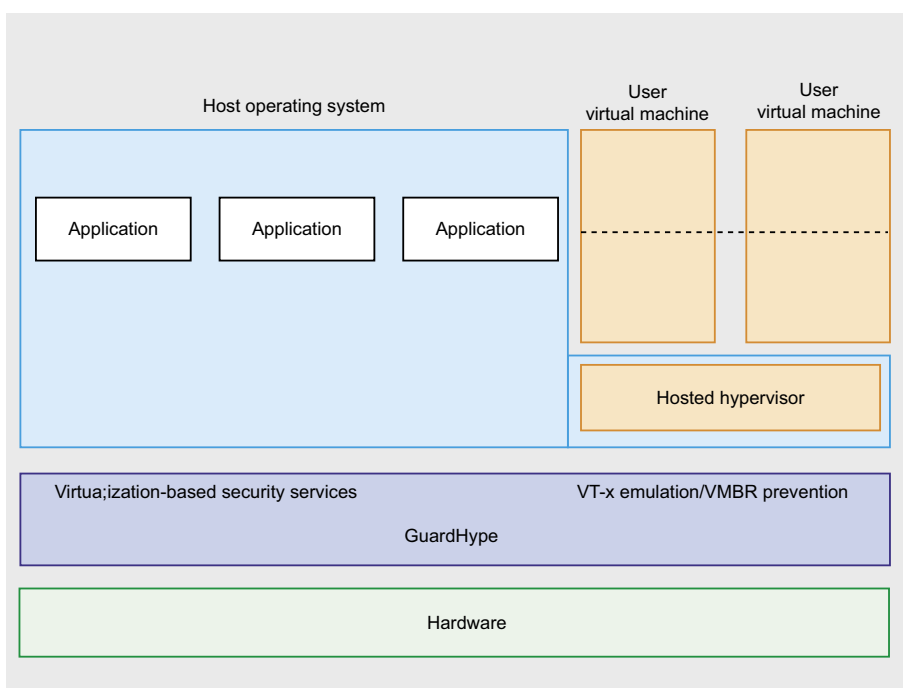 Host operating system
User
virtual machine
User
virtual machine
Application
Application
Application
Hosted hypervisor
Virtua;ization-based security services
VT-x emulation/VMBR prevention
GuardHype
Hardware